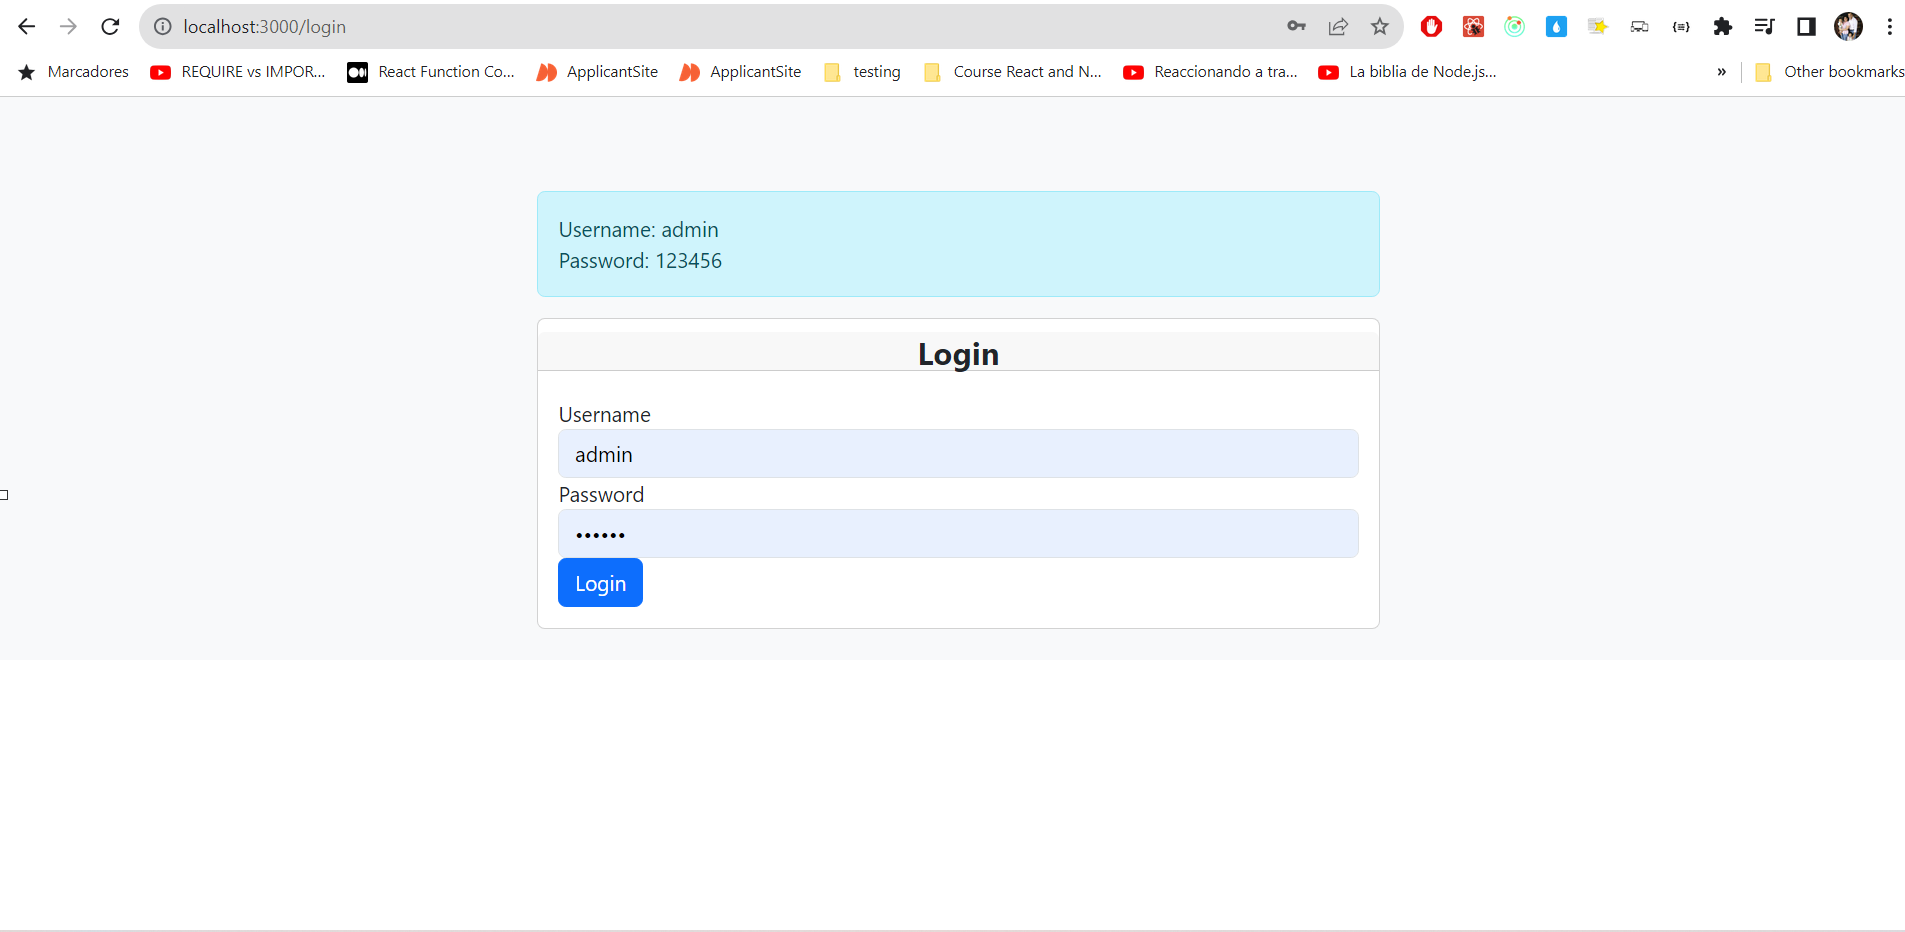 localhost:3000/login
Marcadores REQUIRE vs IMPOR... React Function Co... ApplicantSite ApplicantSite testing Course React and N... Reaccionando a tra... La biblia de Node.js... » Other bookmarks
Username: admin
Password: 123456
Login
Username
admin
Password
••••••
Login